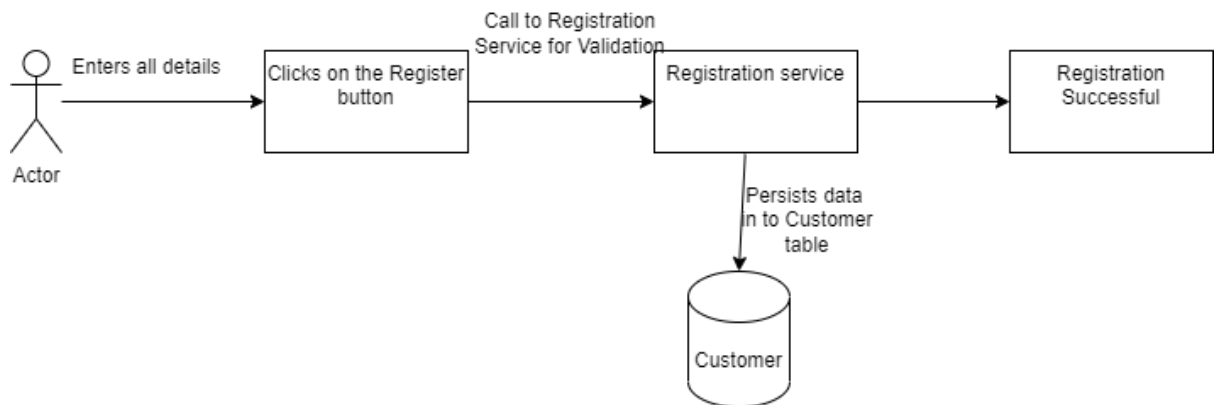 Enters all details
Actor
Clicks on the Register
button
Call to Registration
Service for Validation
Registration service
Registration
Successful
Persists data
in to Customer
table
Customer